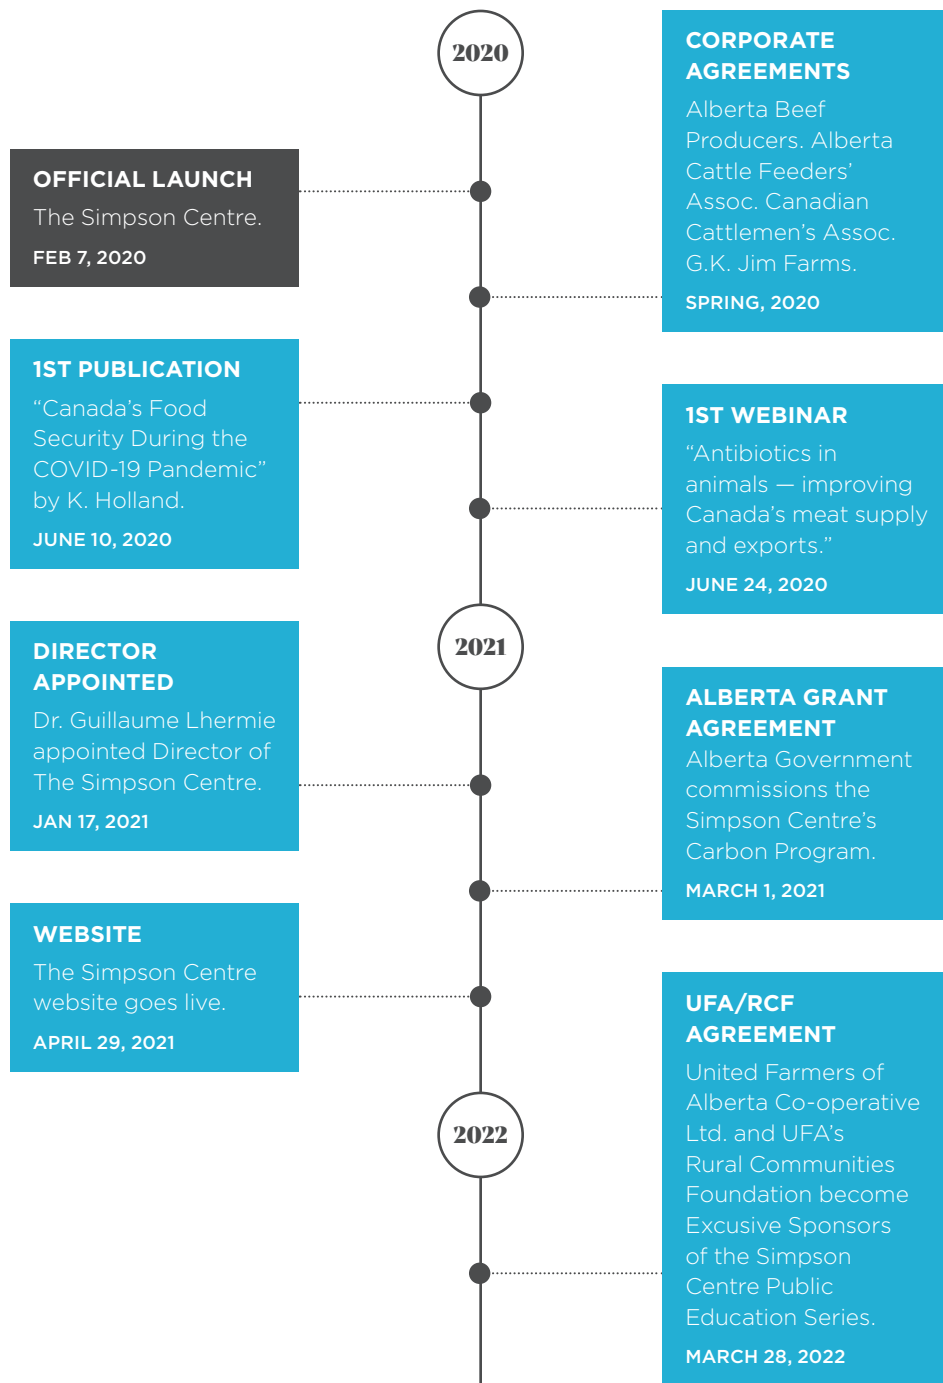 2020
OFFICIAL LAUNCH
The Simpson Centre.
FEB 7, 2020
CORPORATE
AGREEMENTS
Alberta Beef
Producers. Alberta
Cattle Feeders’
Assoc. Canadian
Cattlemen’s Assoc.
G.K. Jim Farms.
SPRING, 2020
1ST PUBLICATION
“Canada’s Food
Security During the
COVID-19 Pandemic”
by K. Holland.
JUNE 10, 2020
1ST WEBINAR
“Antibiotics in
animals — improving
Canada’s meat supply
and exports.”
JUNE 24, 2020
2021
DIRECTOR
APPOINTED
Dr. Guillaume Lhermie
appointed Director of
The Simpson Centre.
JAN 17, 2021
ALBERTA GRANT
AGREEMENT
Alberta Government
commissions the
Simpson Centre’s
Carbon Program.
MARCH 1, 2021
WEBSITE
The Simpson Centre
website goes live.
APRIL 29, 2021
2022
UFA/RCF
AGREEMENT
United Farmers of
Alberta Co-operative
Ltd. and UFA’s
Rural Communities
Foundation become
Excusive Sponsors
of the Simpson
Centre Public
Education Series.
MARCH 28, 2022